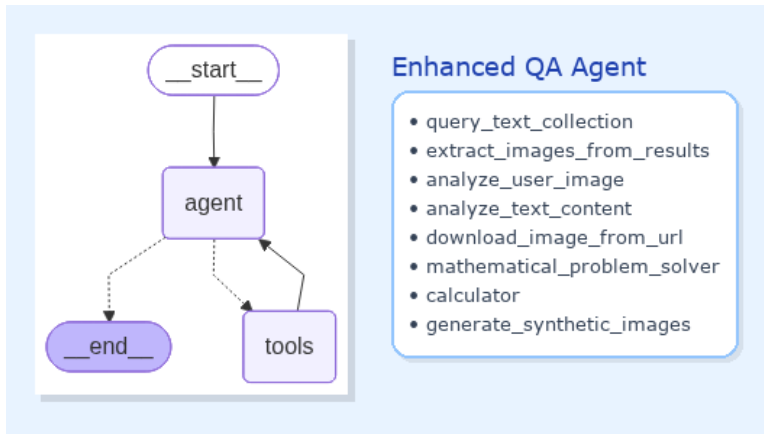 __start__
agent
__end__
tools
Enhanced QA Agent
• query_text_collection
• extract_images_from_results
• analyze_user_image
• analyze_text_content
• download_image_from_url
• mathematical_problem_solver
• calculator
• generate_synthetic_images